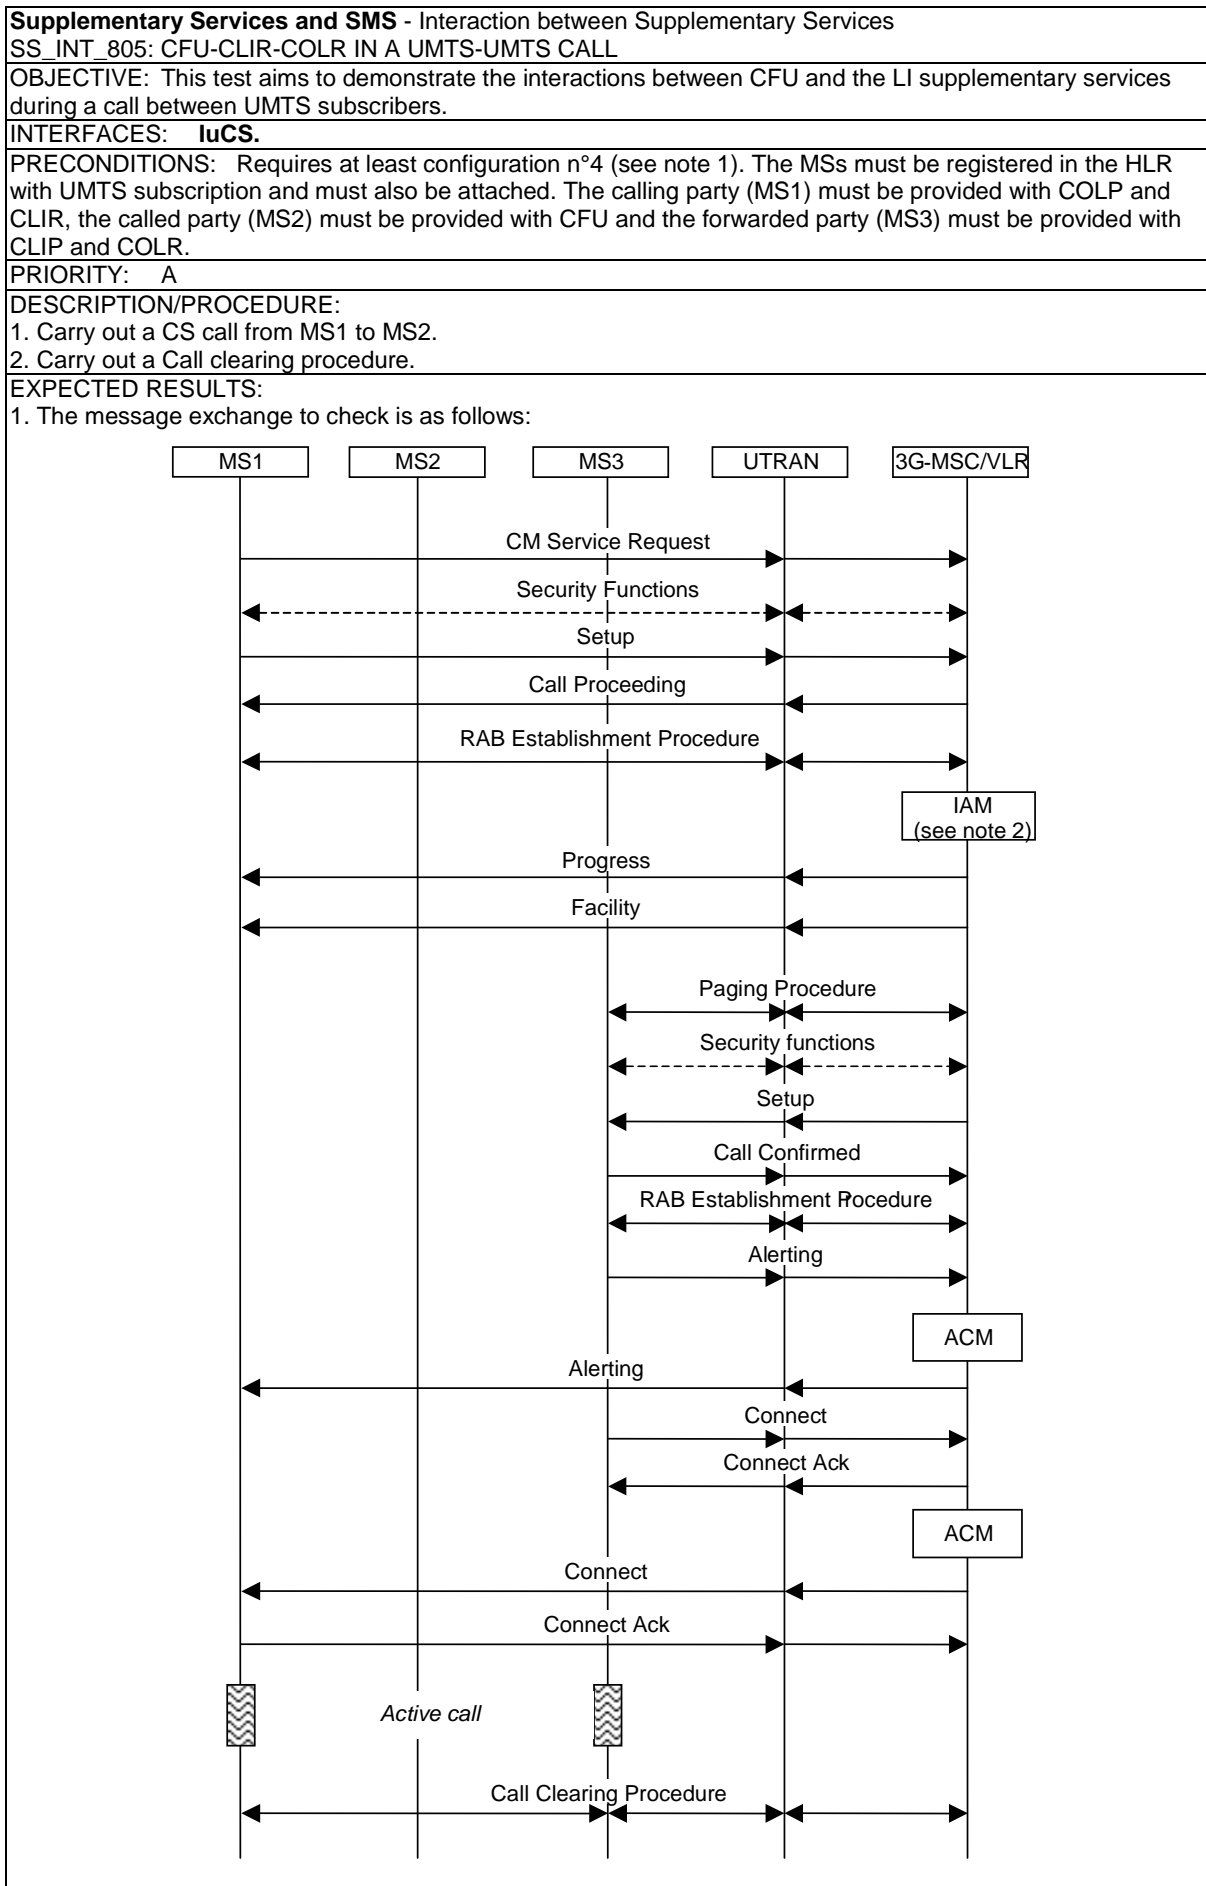 Supplementary Services and SMS - Interaction between Supplementary Services
SS_INT_805: CFU-CLIR-COLR IN A UMTS-UMTS CALL
OBJECTIVE: This test aims to demonstrate the interactions between CFU and the LI supplementary services
during a call between UMTS subscribers.
INTERFACES: IuCS.
PRECONDITIONS: Requires at least configuration n°4 (see note 1). The MSs must be registered in the HLR
with UMTS subscription and must also be attached. The calling party (MS1) must be provided with COLP and
CLIR, the called party (MS2) must be provided with CFU and the forwarded party (MS3) must be provided with
CLIP and COLR.
PRIORITY: A
DESCRIPTION/PROCEDURE:
1. Carry out a CS call from MS1 to MS2.
2. Carry out a Call clearing procedure.
EXPECTED RESULTS:
1. The message exchange to check is as follows:
MS1 MS2 MS3 UTRAN 3G-MSC/VLR
CM Service Request
Security Functions
Setup
Call Proceeding
RAB Establishment Procedure
IAM
(see note 2)
Progress
Facility
Paging Procedure
Security functions
Setup
Call Confirmed
RAB Establishment Procedure
Alerting
ACM
Alerting
Connect
Connect Ack
ACM
Connect
Connect Ack
Active call
Call Clearing Procedure